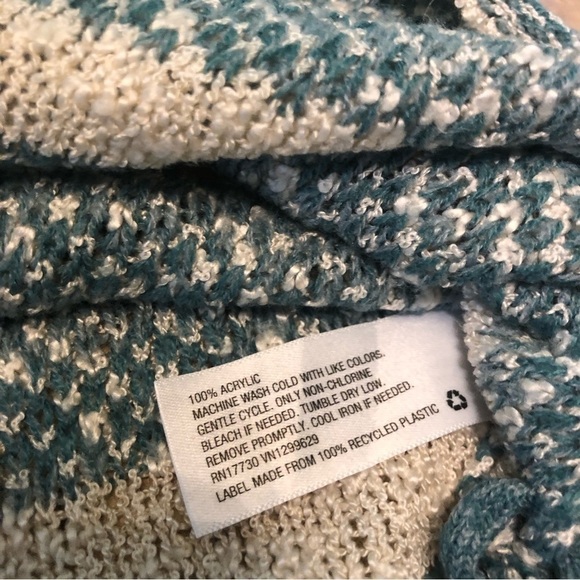 100% ACRYLIC
MACHINE WASH COLD WITH LIKE COLORS.
GENTLE CYCLE. ONLY NON-CHLORINE
BLEACH IF NEEDED. TUMBLE DRY LOW.
REMOVE PROMPTLY. COOL IRON IF NEEDED.
RN17730 VN1299629
LABEL MADE FROM 100% RECYCLED PLASTIC